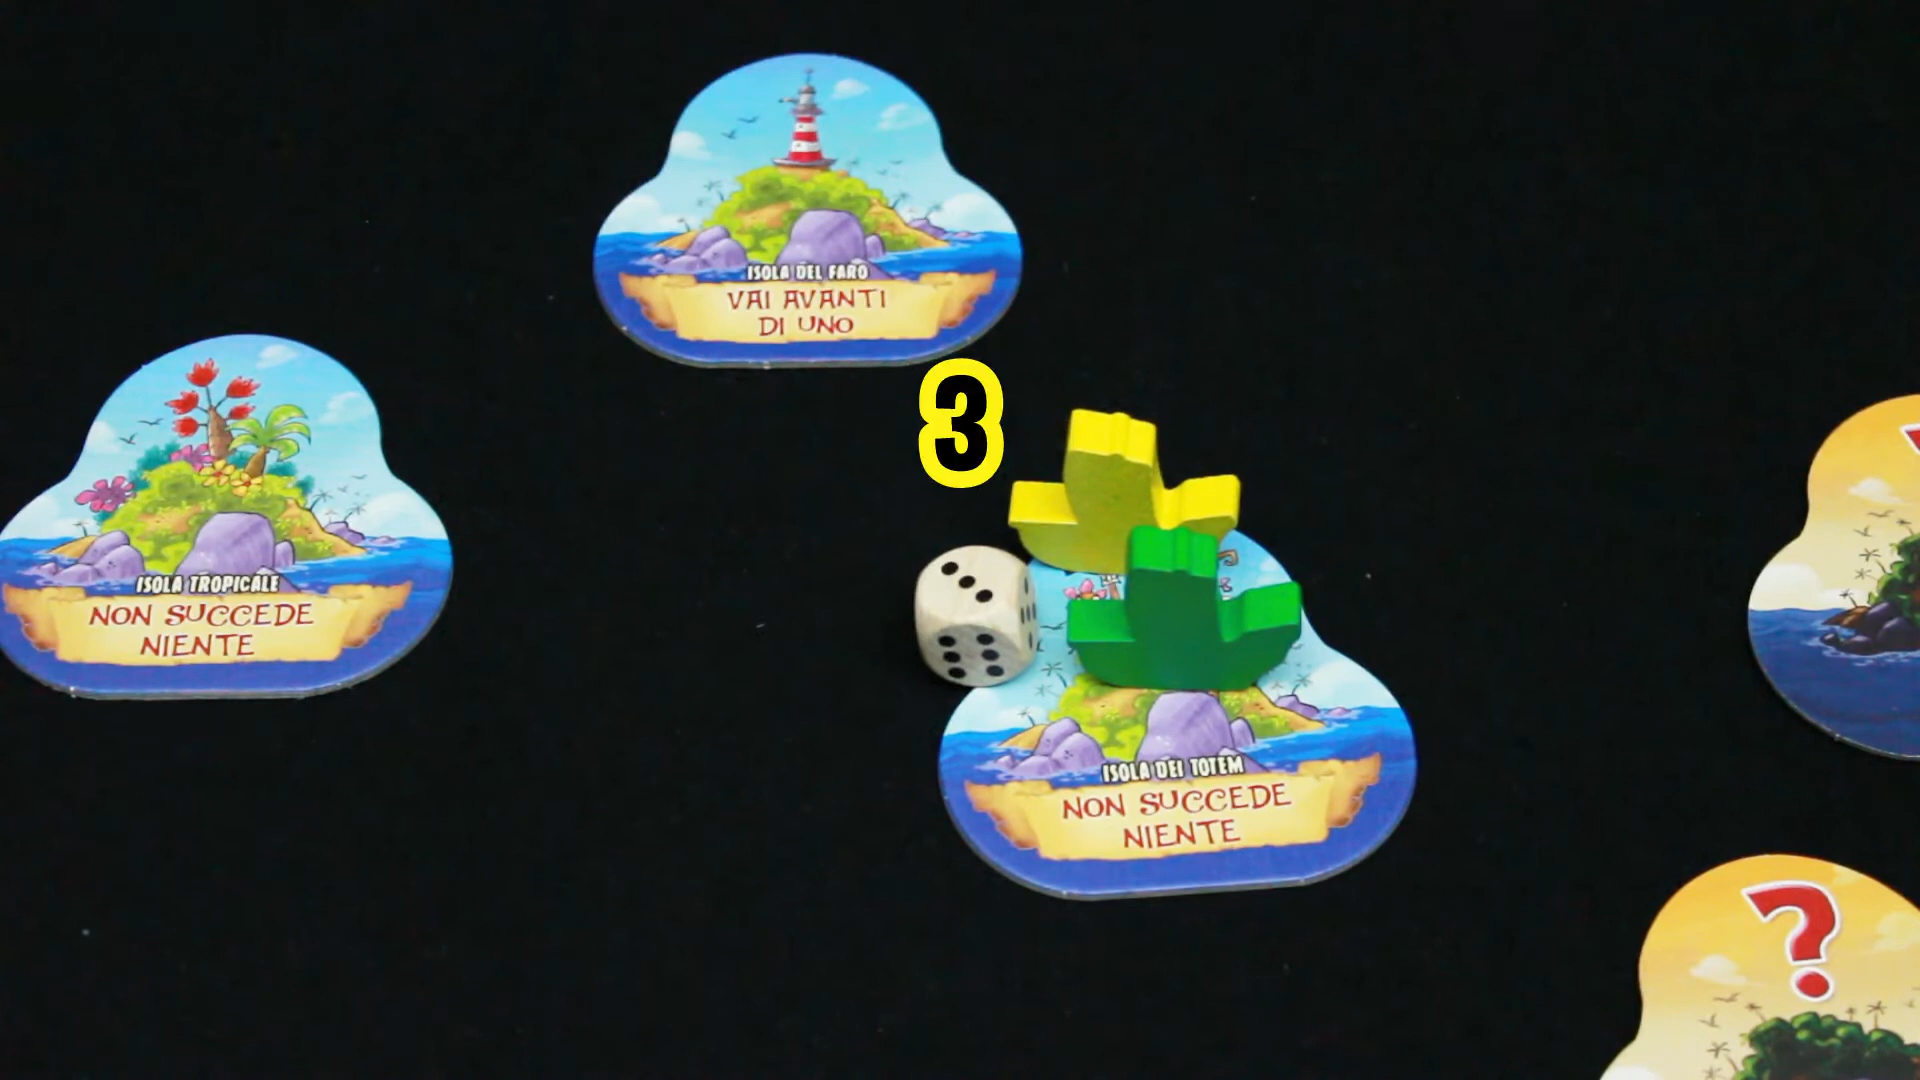 ISOLA DEL FARO
VAI AVANTI
DI UNO
3
ISOLA TROPICALE
NON SUCCEDE
NIENTE
ISOLA DEI TOTEM
NON SUCCEDE
NIENTE
?